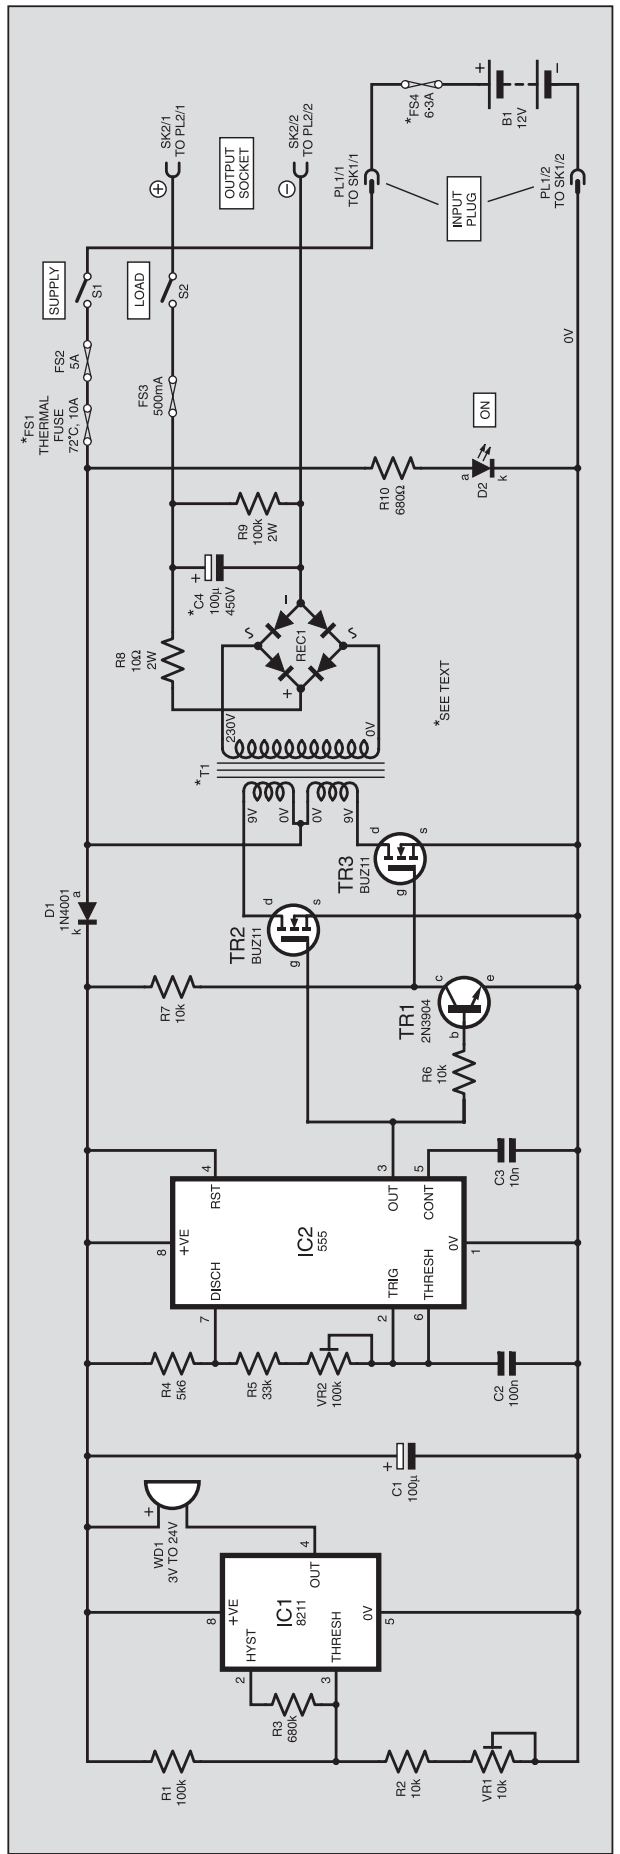 R1
100k
R2
10k
VR1
10k
R3
680k
2
3
HYST
THRESH
8
+VE
IC1
8211
0V
5
OUT
4
WD1
3V TO 24V
+
+
C1
100µ
R4
5k6
R5
33k
VR2
100k
C2
100n
7
2
6
DISCH
TRIG
THRESH
8
+VE
IC2
555
0V
1
RST
OUT
CONT
4
3
5
C3
10n
R6
10k
R7
10k
TR1
2N3904
b
c
e
D1
1N4001
k
a
TR2
BUZ11
g
d
s
TR3
BUZ11
g
d
s
*T1
9V
0V
0V
9V
230V
0V
*SEE TEXT
R8
10Ω
2W
+
REC1
−
*C4
100µ
450V
+
R9
100k
2W
R10
680Ω
D2
a
k
ON
*FS1
THERMAL
FUSE
72°C, 10A
FS2
5A
FS3
500mA
SUPPLY
S1
LOAD
S2
0V
+
SK2/1
TO PL2/1
OUTPUT
SOCKET
−
SK2/2
TO PL2/2
PL1/1
TO SK1/1
INPUT
PLUG
PL1/2
TO SK1/2
*FS4
6·3A
+
B1
12V
−